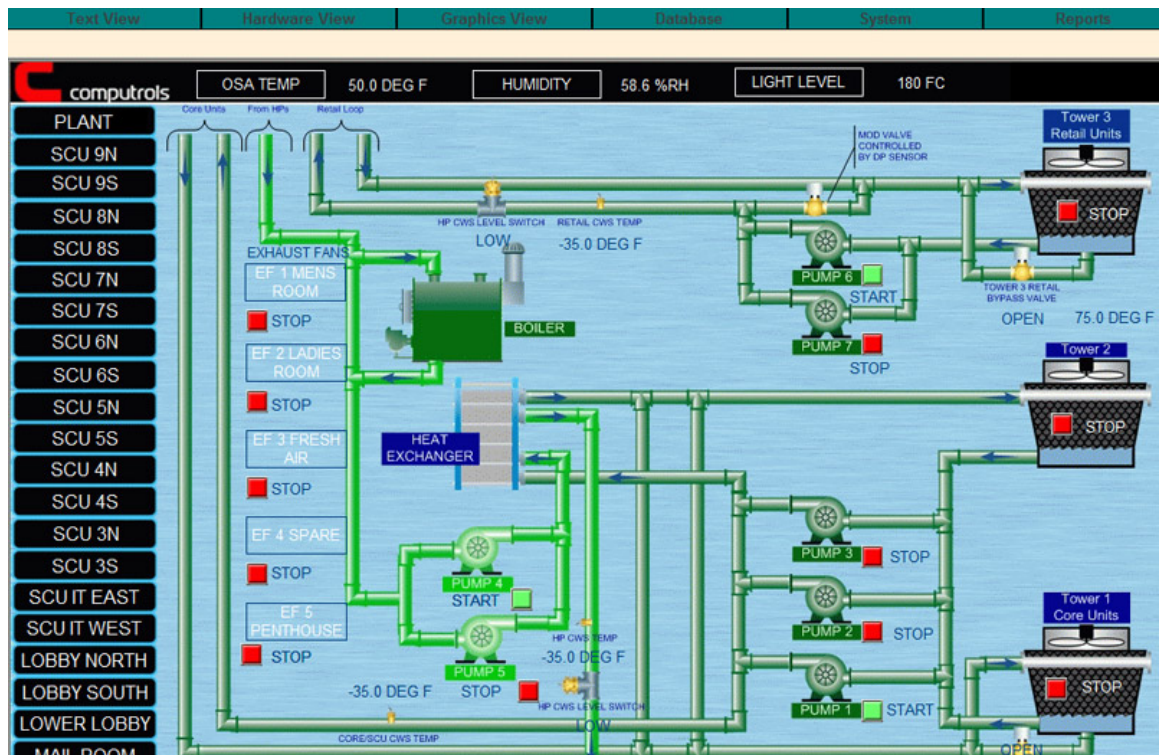 Text View
Hardware View
Graphics View
Database
System
Reports
computrols
OSA TEMP
50.0 DEG F
HUMIDITY
58.6 %RH
LIGHT LEVEL
180 FC
PLANT
SCU 9N
SCU 9S
SCU 8N
SCU 8S
SCU 7N
SCU 7S
SCU 6N
SCU 6S
SCU 5N
SCU 5S
SCU 4N
SCU 4S
SCU 3N
SCU 3S
SCU IT EAST
SCU IT WEST
LOBBY NORTH
LOBBY SOUTH
LOWER LOBBY
MAIL ROOM
Core Units
From HPs
Retail Loop
MOD VALVE
CONTROLLED
BY DP SENSOR
Tower 3
Retail Units
STOP
HP CWS LEVEL SWITCH
LOW
RETAIL CWS TEMP
-35.0 DEG F
PUMP 6
START
PUMP 7
STOP
TOWER 3 RETAIL
BYPASS VALVE
OPEN
75.0 DEG F
EXHAUST FANS
EF 1 MENS
ROOM
STOP
EF 2 LADIES
ROOM
STOP
EF 3 FRESH
AIR
STOP
EF 4 SPARE
STOP
EF 5
PENTHOUSE
STOP
BOILER
HEAT
EXCHANGER
Tower 2
STOP
PUMP 3
STOP
PUMP 2
STOP
PUMP 1
START
PUMP 4
START
PUMP 5
STOP
HP CWS TEMP
-35.0 DEG F
HP CWS LEVEL SWITCH
LOW
-35.0 DEG F
CORE/SCU CWS TEMP
Tower 1
Core Units
STOP
OPEN